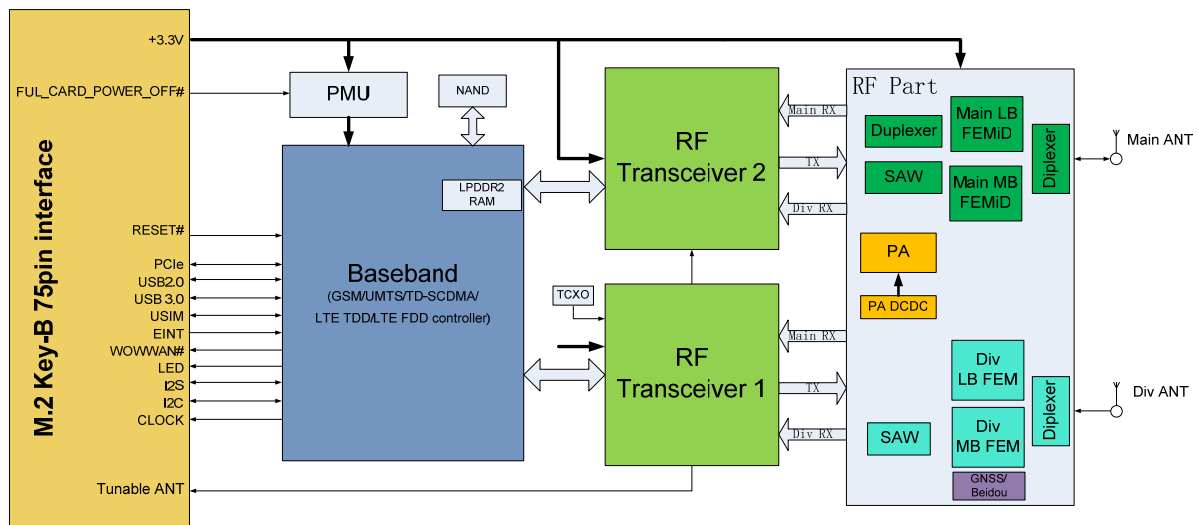 M.2 Key-B 75pin interface
+3.3V
FUL_CARD_POWER_OFF#
RESET#
PCIe
USB2.0
USB 3.0
USIM
EINT
WOWWAN#
LED
I2S
I2C
CLOCK
Tunable ANT
PMU
NAND
LPDDR2
RAM
Baseband
(GSM/UMTS/TD-SCDMA/
LTE TDD/LTE FDD controller)
RF
Transceiver 2
TCXO
RF
Transceiver 1
Main RX
TX
Div RX
Main RX
TX
Div RX
RF Part
Duplexer
SAW
Main LB
FEMiD
Main MB
FEMiD
Diplexer
PA
PA DCDC
Div
LB FEM
Div
MB FEM
SAW
Diplexer
GNSS/
Beidou
Main ANT
Div ANT